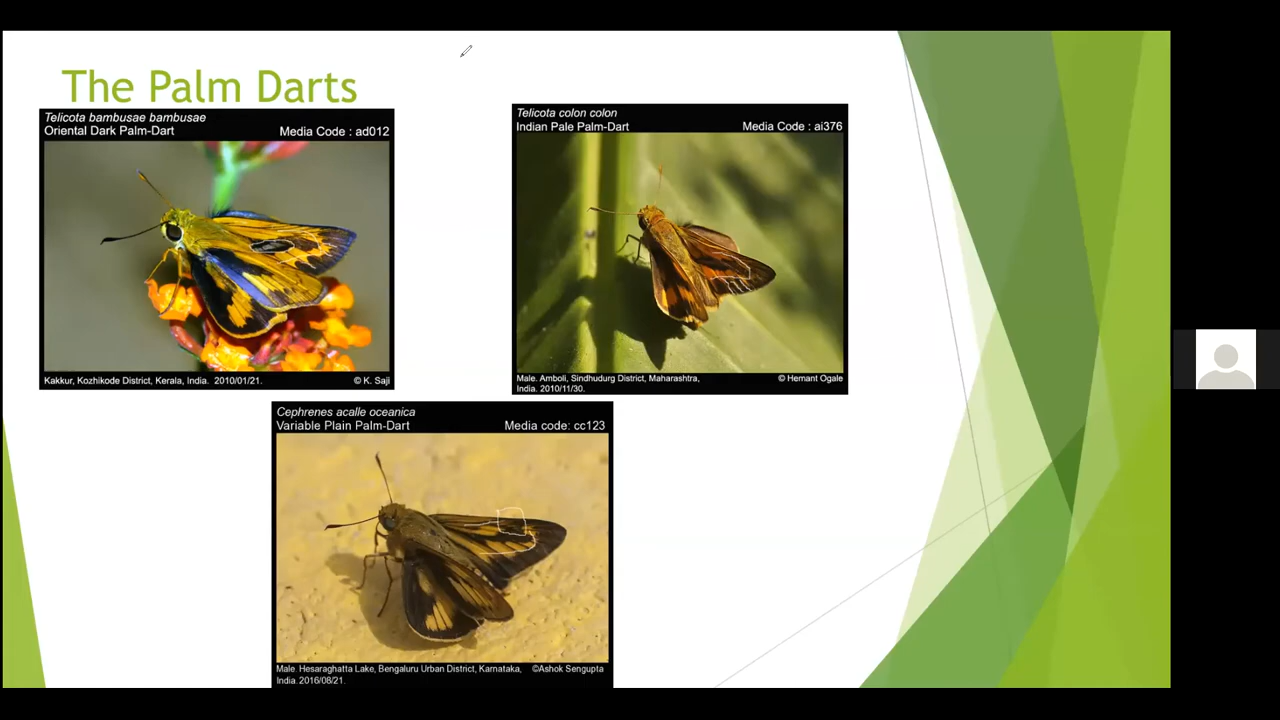 The Palm Darts
Telicota bambusae bambusae
Oriental Dark Palm-Dart Media Code : ad012
Kakkur, Kozhikode District, Kerala, India. 2010/01/21. © K. Saji
Telicota colon colon
Indian Pale Palm-Dart Media Code : ai376
Male. Amboli, Sindhudurg District, Maharashtra, © Hemant Ogale
India. 2010/11/30.
Cephrenes acalle oceanica
Variable Plain Palm-Dart Media code: cc123
Male. Hesaraghatta Lake, Bengaluru Urban District, Karnataka, ©Ashok Sengupta
India. 2016/08/21.